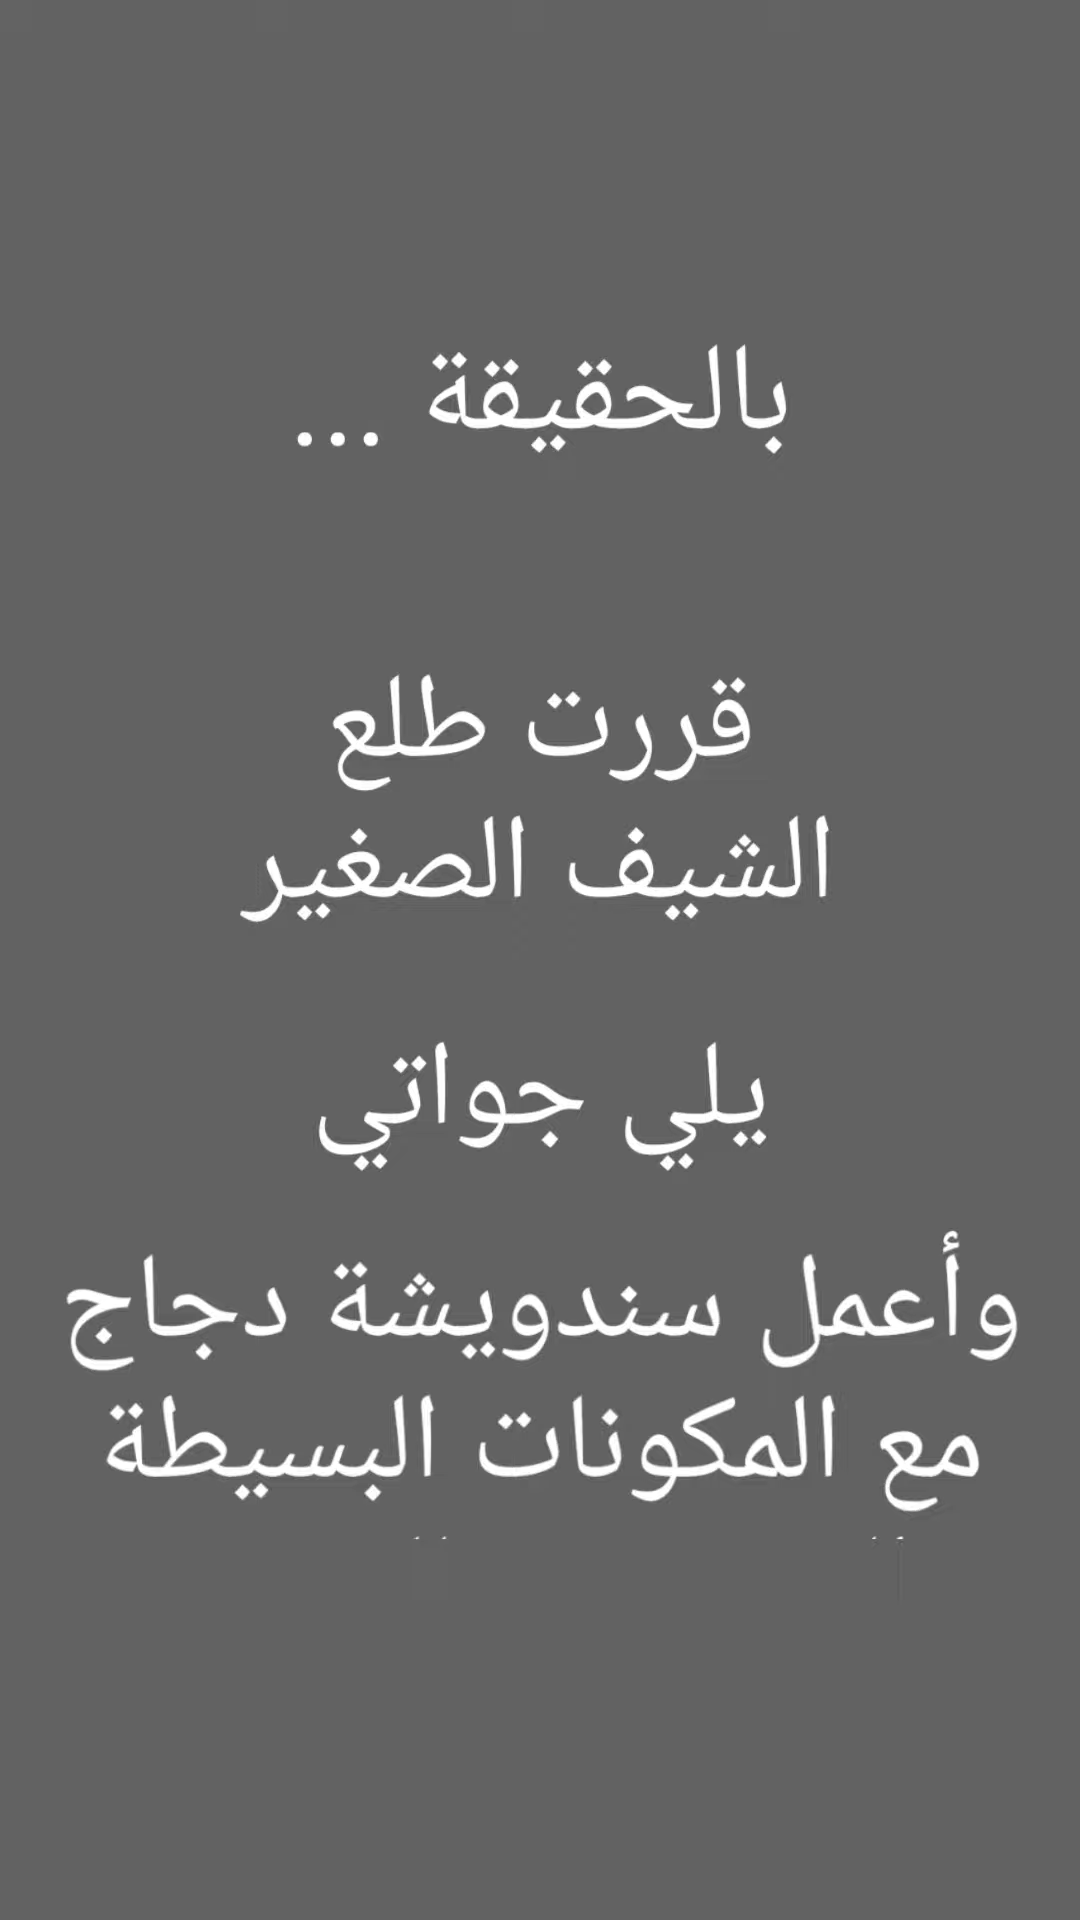 بالحقيقة ...
قررت طلع
الشيف الصغير
يلي جواتي
وأعمل سندويشة دجاج
مع المكونات البسيطة